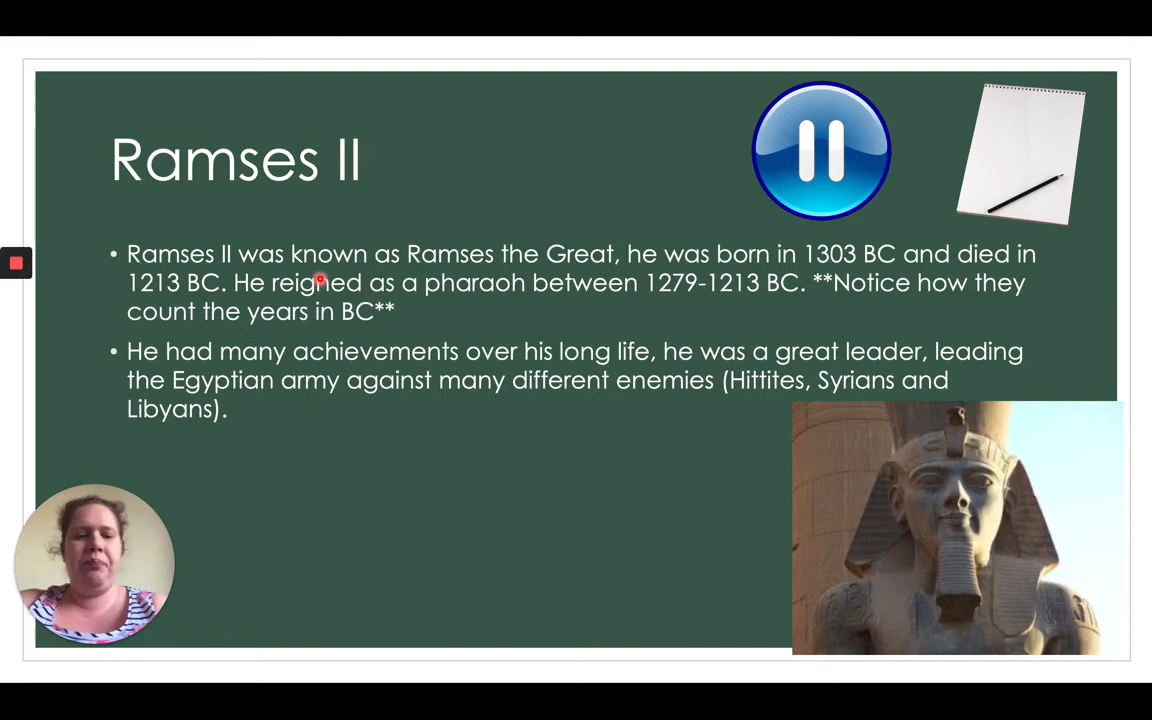 Ramses II
• Ramses II was known as Ramses the Great, he was born in 1303 BC and died in
1213 BC. He reigned as a pharaoh between 1279-1213 BC. **Notice how they
count the years in BC**
• He had many achievements over his long life, he was a great leader, leading
the Egyptian army against many different enemies (Hittites, Syrians and
Libyans).